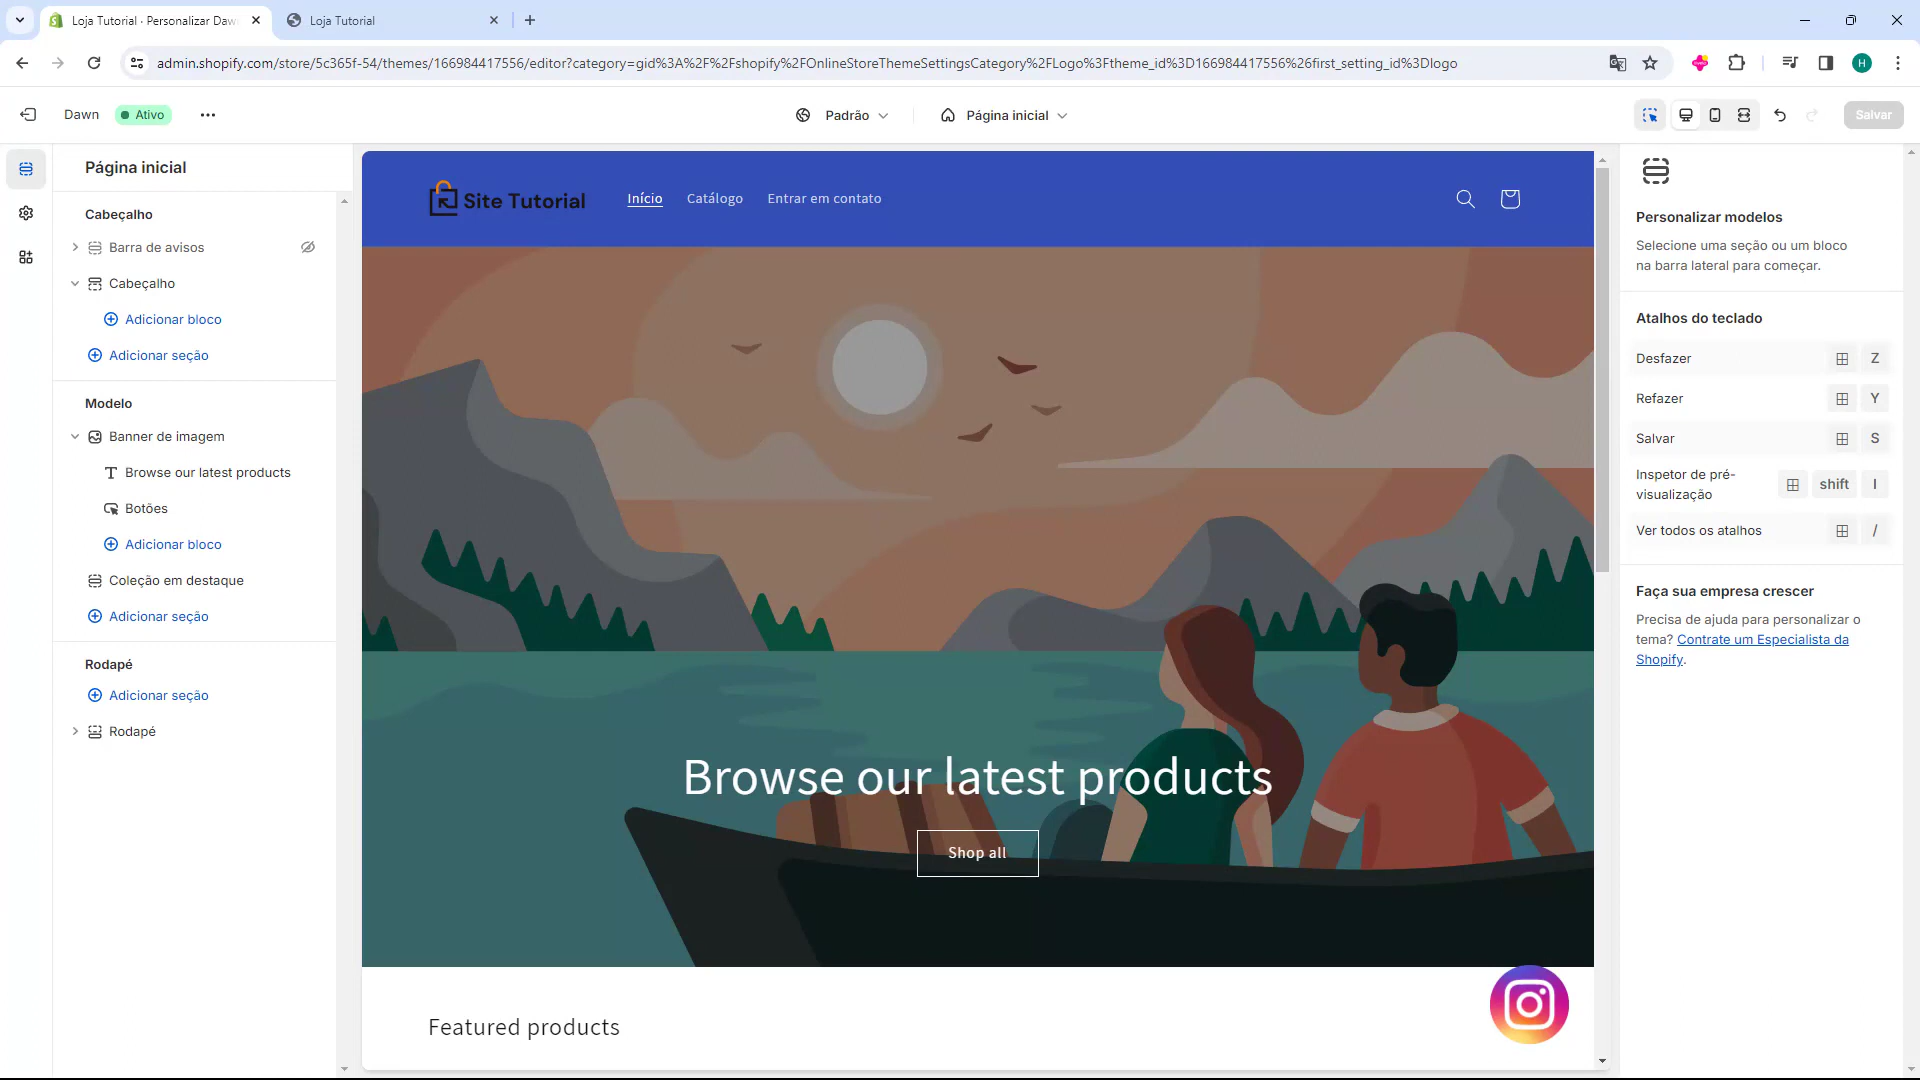 Loja Tutorial · Personalizar Daw
Loja Tutorial
admin.shopify.com/store/5c365f-54/themes/166984417556/editor?category=gid%3A%2F%2Fshopify%2FOnlineStoreThemeSettingsCategory%2FLogo%3Ftheme_id%3D166984417556%26first_setting_id%3Dlogo
H
Dawn
Ativo
Padrão
Página inicial
Salvar
Página inicial
Cabeçalho
Barra de avisos
Cabeçalho
Adicionar bloco
Adicionar seção
Modelo
Banner de imagem
Browse our latest products
Botões
Adicionar bloco
Coleção em destaque
Adicionar seção
Rodapé
Adicionar seção
Rodapé
Site Tutorial
Início
Catálogo
Entrar em contato
Browse our latest products
Shop all
Featured products
Personalizar modelos
Selecione uma seção ou um bloco
na barra lateral para começar.
Atalhos do teclado
Desfazer Z
Refazer Y
Salvar S
Inspetor de pré-
visualização shift I
Ver todos os atalhos /
Faça sua empresa crescer
Precisa de ajuda para personalizar o
tema? Contrate um Especialista da
Shopify.